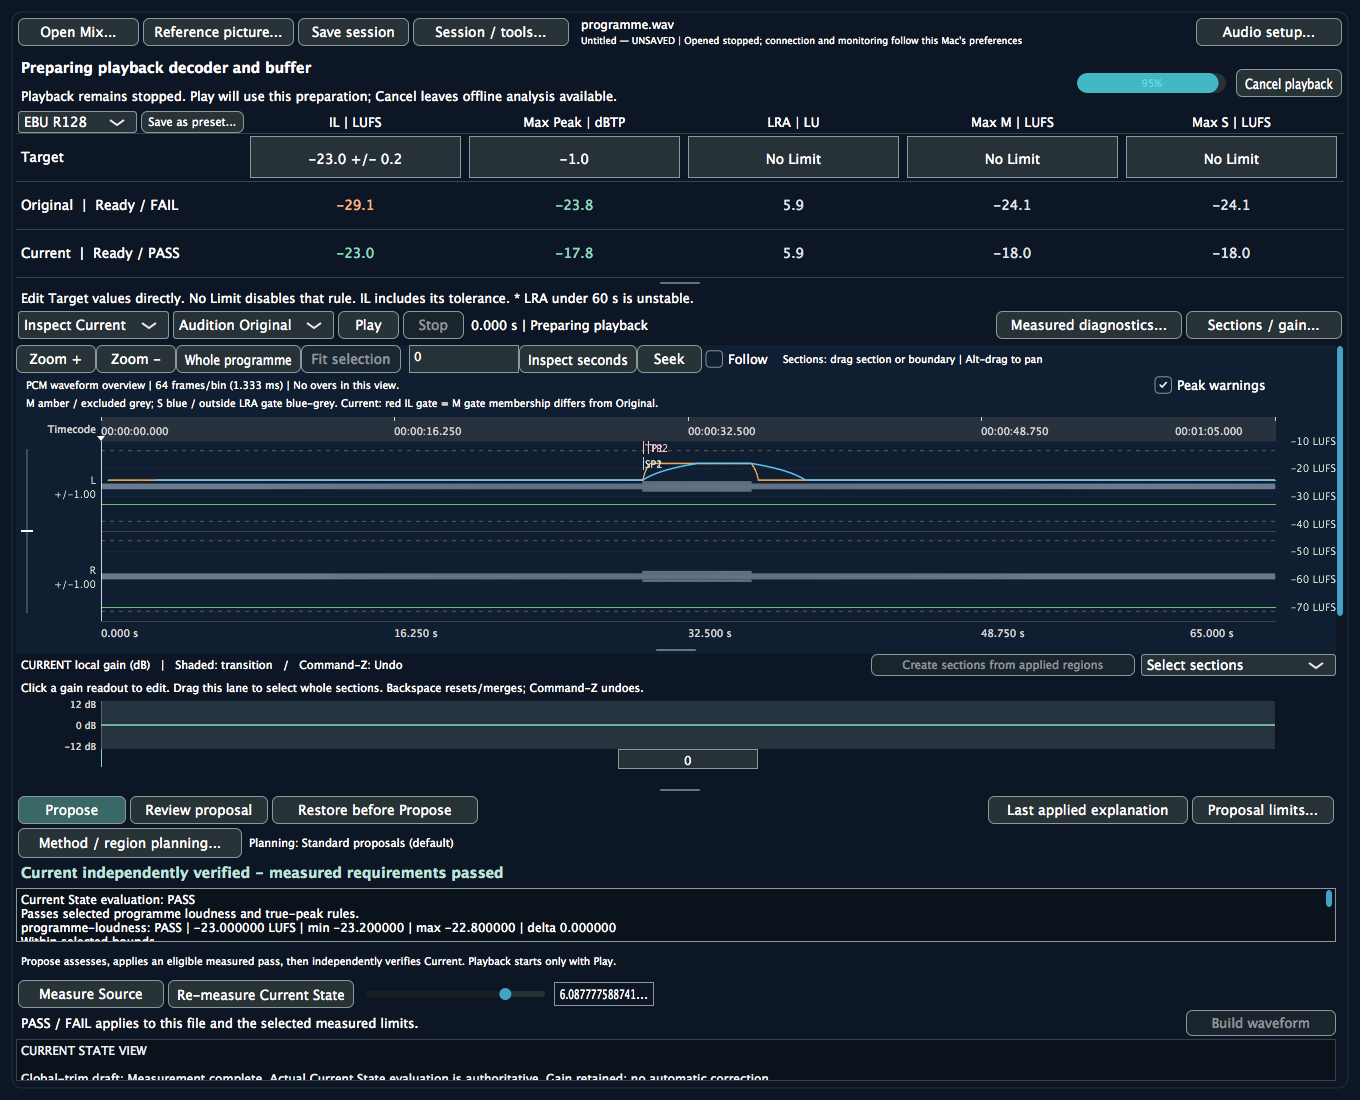 Open Mix... Reference picture... Save session Session / tools... programme.wav Audio setup...
Untitled — UNSAVED | Opened stopped; connection and monitoring follow this Mac's preferences
Preparing playback decoder and buffer
95% Cancel playback
Playback remains stopped. Play will use this preparation; Cancel leaves offline analysis available.
EBU R128 Save as preset... IL | LUFS Max Peak | dBTP LRA | LU Max M | LUFS Max S | LUFS
Target -23.0 +/- 0.2 -1.0 No Limit No Limit No Limit
Original | Ready / FAIL -29.1 -23.8 5.9 -24.1 -24.1
Current | Ready / PASS -23.0 -17.8 5.9 -18.0 -18.0
Edit Target values directly. No Limit disables that rule. IL includes its tolerance. * LRA under 60 s is unstable.
Inspect Current Audition Original Play Stop 0.000 s | Preparing playback Measured diagnostics... Sections / gain...
Zoom + Zoom - Whole programme Fit selection 0 Inspect seconds Seek Follow Sections: drag section or boundary | Alt-drag to pan
PCM waveform overview | 64 frames/bin (1.333 ms) | No overs in this view. Peak warnings
M amber / excluded grey; S blue / outside LRA gate blue-grey. Current: red IL gate = M gate membership differs from Original.
Timecode 00:00:00.000 00:00:16.250 00:00:32.500 00:00:48.750 00:01:05.000
-10 LUFS
-20 LUFS
L
+/-1.00 -30 LUFS
-40 LUFS
-50 LUFS
R
+/-1.00 -60 LUFS
-70 LUFS
0.000 s 16.250 s 32.500 s 48.750 s 65.000 s
CURRENT local gain (dB) | Shaded: transition / Command-Z: Undo Create sections from applied regions Select sections
Click a gain readout to edit. Drag this lane to select whole sections. Backspace resets/merges; Command-Z undoes.
12 dB
0 dB
-12 dB
0
Propose Review proposal Restore before Propose Last applied explanation Proposal limits...
Method / region planning... Planning: Standard proposals (default)
Current independently verified - measured requirements passed
Current State evaluation: PASS
Passes selected programme loudness and true-peak rules.
programme-loudness: PASS | -23.000000 LUFS | min -23.200000 | max -22.800000 | delta 0.000000
Within selected bounds
Propose assesses, applies an eligible measured pass, then independently verifies Current. Playback starts only with Play.
Measure Source Re-measure Current State 6.087777588741...
PASS / FAIL applies to this file and the selected measured limits. Build waveform
CURRENT STATE VIEW
Global-trim draft: Measurement complete. Actual Current State evaluation is authoritative. Gain retained; no automatic correction